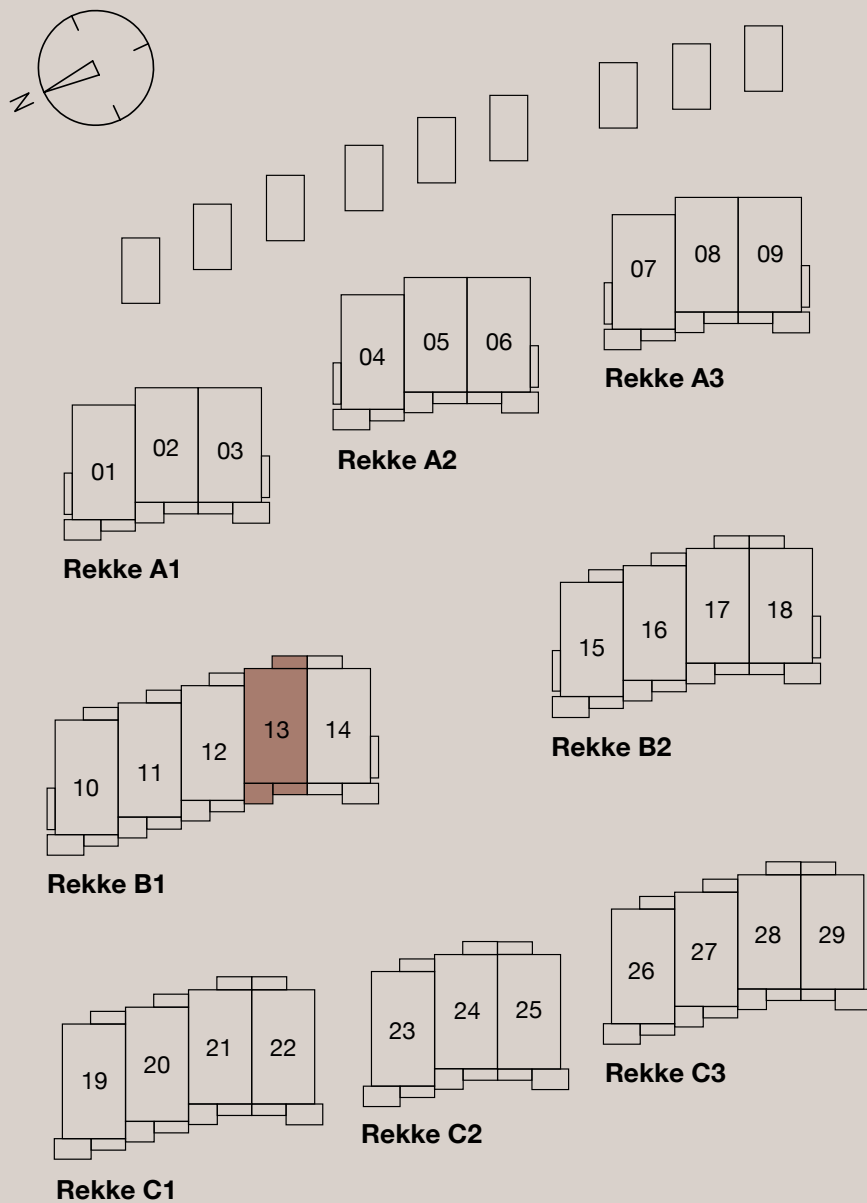 N
07 08 09
Rekke A3
04 05 06
Rekke A2
01 02 03
Rekke A1
15 16 17 18
Rekke B2
10 11 12 13 14
Rekke B1
26 27 28 29
Rekke C3
23 24 25
Rekke C2
19 20 21 22
Rekke C1